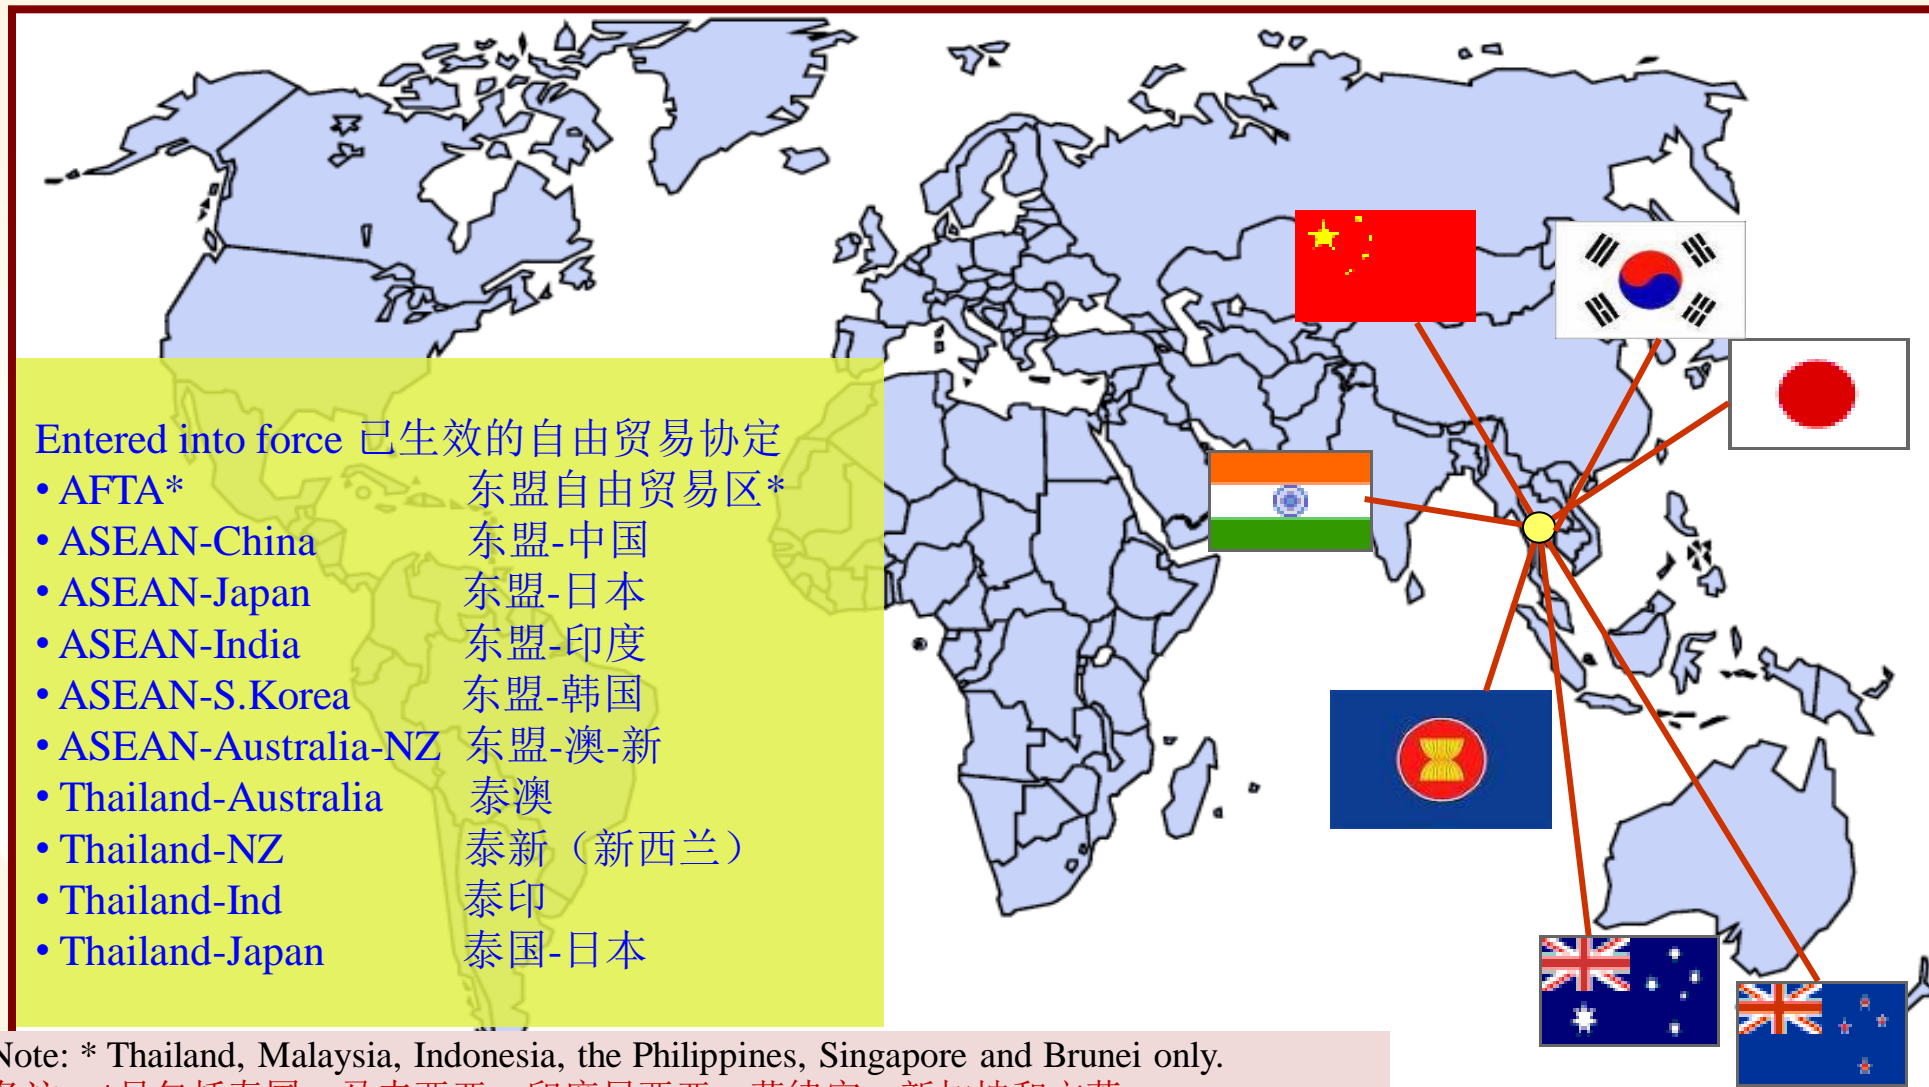 Entered into force 已生效的自由贸易协定
• AFTA* 东盟自由贸易区*
• ASEAN-China 东盟-中国
• ASEAN-Japan 东盟-日本
• ASEAN-India 东盟-印度
• ASEAN-S.Korea 东盟-韩国
• ASEAN-Australia-NZ 东盟-澳-新
• Thailand-Australia 泰澳
• Thailand-NZ 泰新（新西兰）
• Thailand-Ind 泰印
• Thailand-Japan 泰国-日本
Note: * Thailand, Malaysia, Indonesia, the Philippines, Singapore and Brunei only.